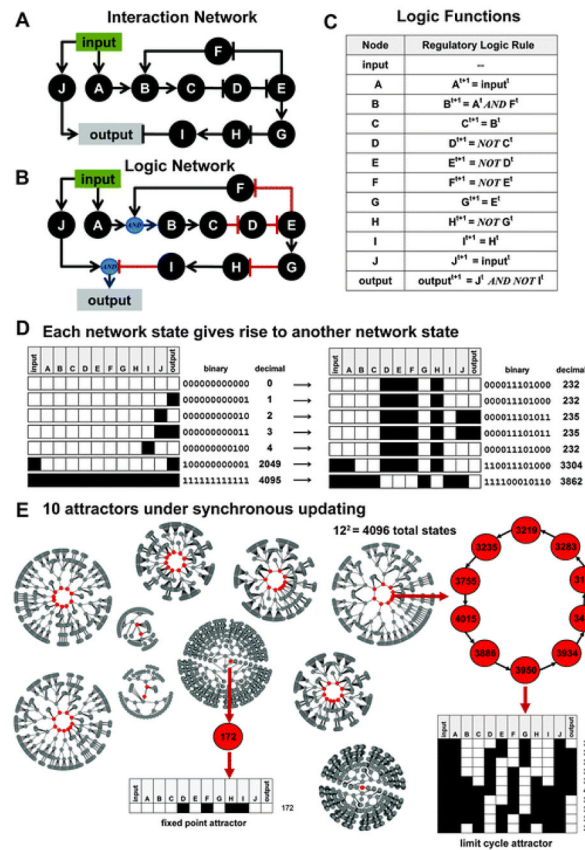 A Interaction Network
input
F
J A B C D E
output I H G
B Logic Network
input
F
J A AND B C D E
AND I H G
output
C Logic Functions
Node Regulatory Logic Rule
input --
A A^t+1 = input^t
B B^t+1 = A^t AND F^t
C C^t+1 = B^t
D D^t+1 = NOT C^t
E E^t+1 = NOT D^t
F F^t+1 = NOT E^t
G G^t+1 = E^t
H H^t+1 = NOT G^t
I I^t+1 = H^t
J J^t+1 = input^t
output output^t+1 = J^t AND NOT I^t
D Each network state gives rise to another network state
input A B C D E F G H I J output binary decimal
000000000000 0 →
000000000001 1 →
000000000010 2 →
000000000011 3 →
000000000100 4 →
100000000001 2049 →
111111111111 4095 →
input A B C D E F G H I J output binary decimal
000011101000 232
000011101000 232
000011101011 235
000011101011 235
000011101000 232
110011101000 3304
111100010110 3862
E 10 attractors under synchronous updating
12² = 4096 total states
3219
3235 3283
3755
4015
3886 3934
3950
172
input A B C D E F G H I J output
172
fixed point attractor
input A B C D E F G H I J output
limit cycle attractor